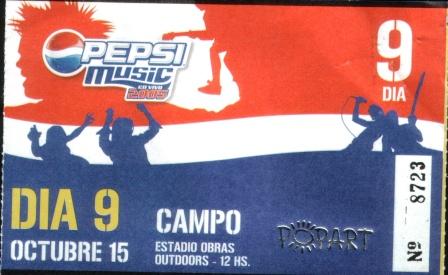 PEPSI
MUSIC
EN VIVO
2005
9
DIA
DIA 9
OCTUBRE 15
CAMPO
ESTADIO OBRAS
OUTDOORS - 12 HS.
POPART
Nº 8723